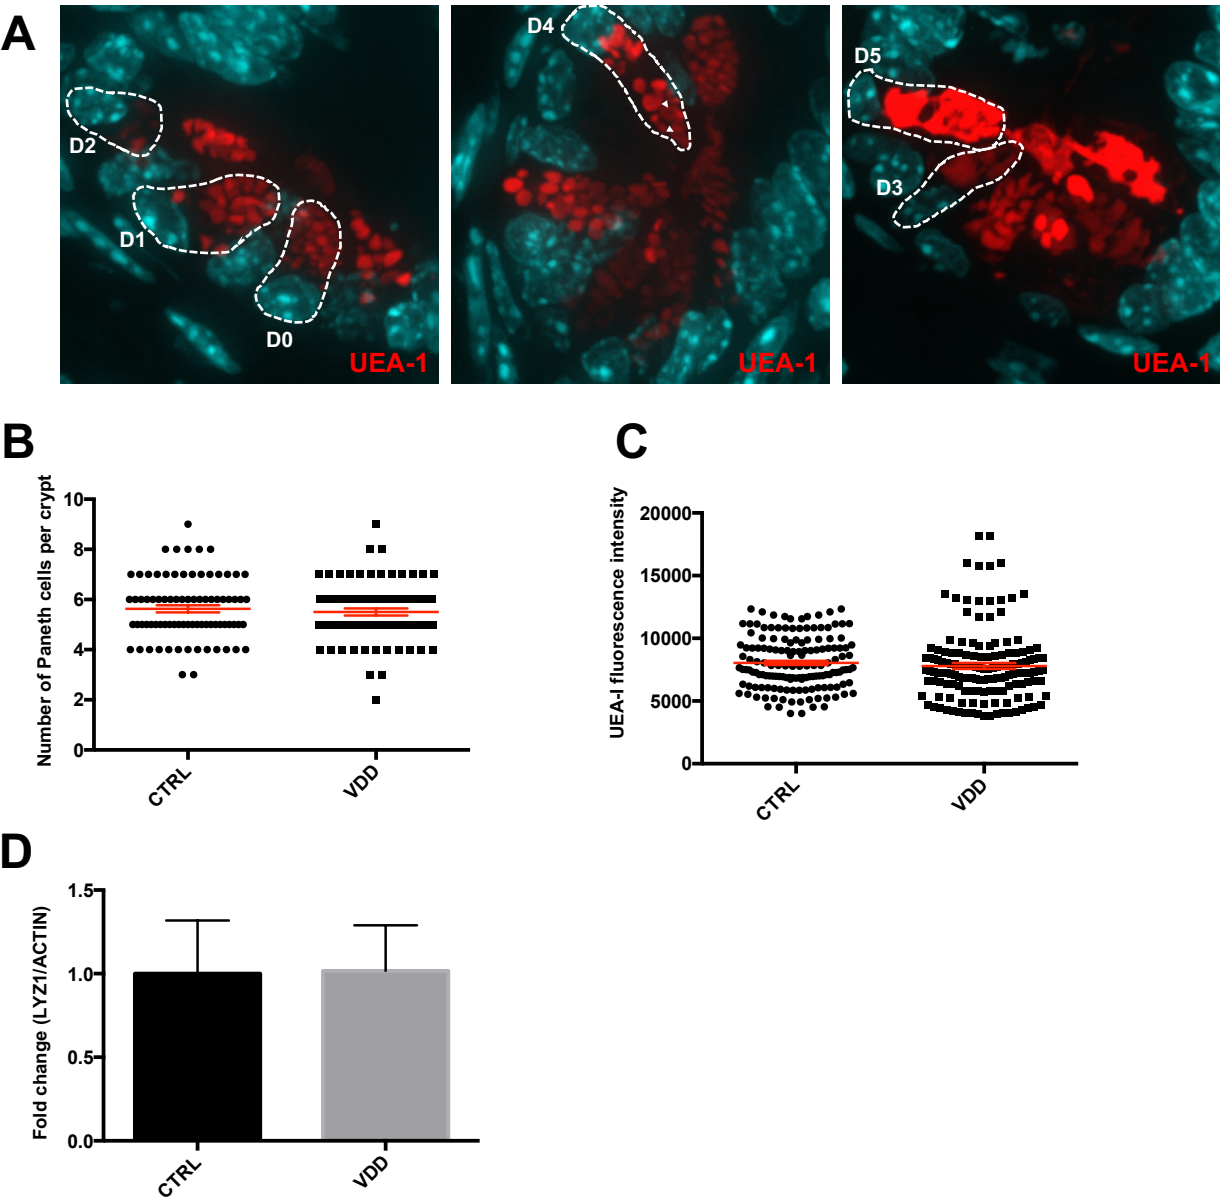 A
D2
D1
D0
UEA-1
D4
UEA-1
D5
D3
UEA-1
B
Number of Paneth cells per crypt
10
8
6
4
2
0
CTRL
VDD
C
UEA-I fluorescence intensity
20000
15000
10000
5000
0
CTRL
VDD
D
Fold change (LYZ1/ACTIN)
1.5
1.0
0.5
0.0
CTRL
VDD